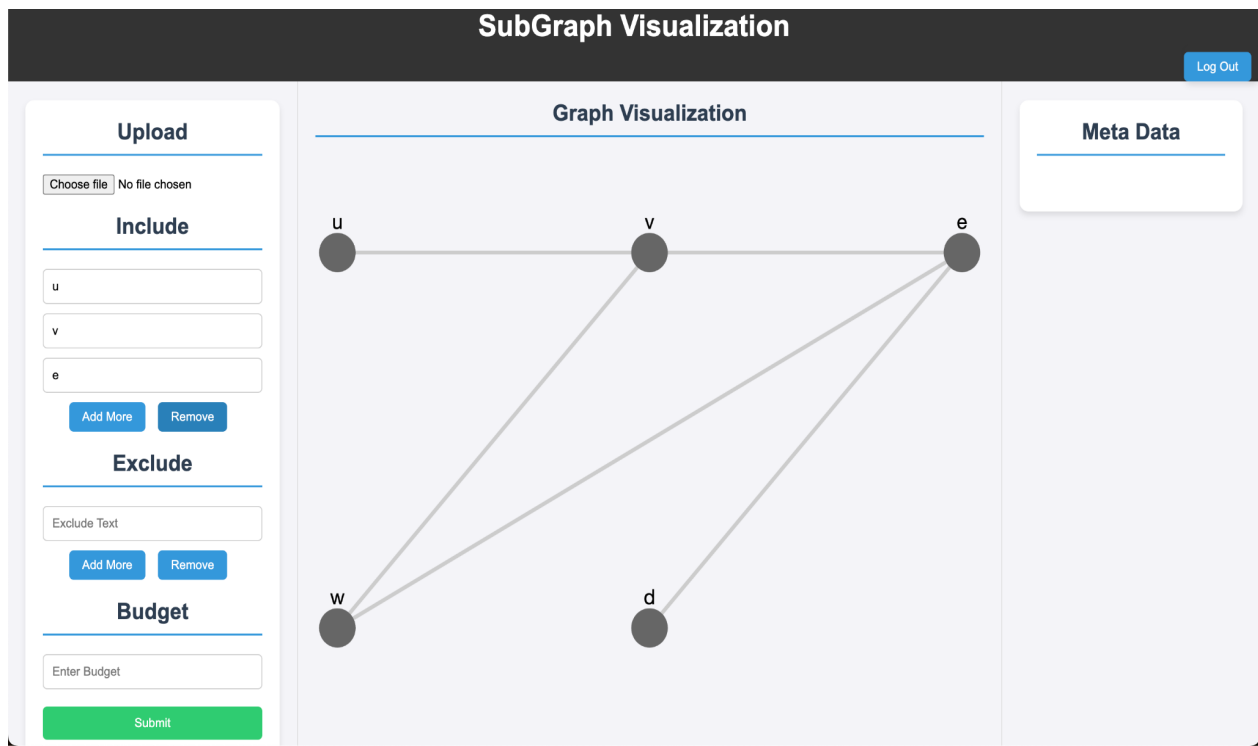 SubGraph Visualization
Log Out
Upload
Choose file No file chosen
Include
u
v
e
Add More Remove
Exclude
Exclude Text
Add More Remove
Budget
Enter Budget
Submit
Graph Visualization
u v e
w d
Meta Data